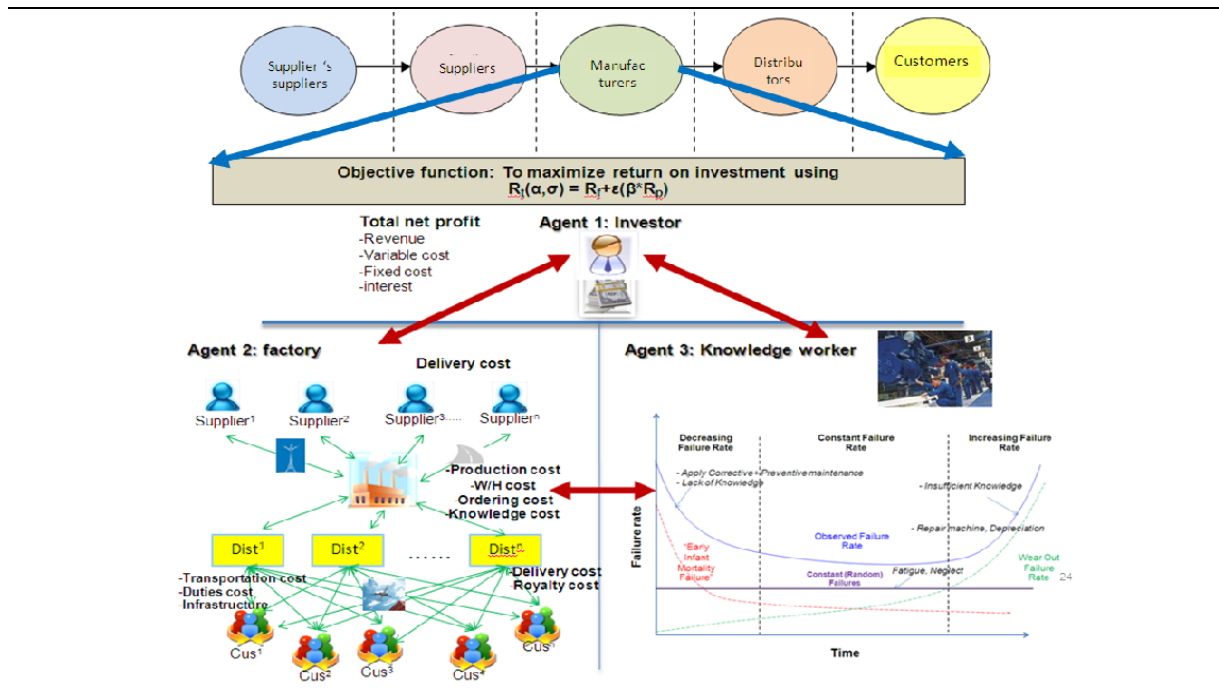 Supplier 's
suppliers
Suppliers
Manufac
turers
Distribu
tors
Customers
Objective function: To maximize return on investment using
R_I(α,σ) = R_f+ε(β*R_p)
Total net profit
-Revenue
-Variable cost
-Fixed cost
-interest
Agent 1: Investor
Agent 2: factory
Delivery cost
Supplier¹
Supplier²
Supplier³.....
Supplierⁿ
-Production cost
-W/H cost
Ordering cost
-Knowledge cost
Dist¹
Dist²
......
Distⁿ
-Transportation cost
-Duties cost
-Infrastructure
-Delivery cost
-Royalty cost
Cus¹
Cus²
Cus³
Cus⁴
Cusⁿ
Agent 3: Knowledge worker
Decreasing
Failure Rate
Constant Failure
Rate
Increasing Failure
Rate
- Apply Corrective + Preventive maintenance
- Lack of Knowledge
- Insufficient Knowledge
- Repair machine, Depreciation
Observed Failure
Rate
"Early
Infant
Mortality
Failure"
Constant (Random)
Failures
Fatigue, Neglect
Wear Out
Failure
Rate
24
Failure rate
Time